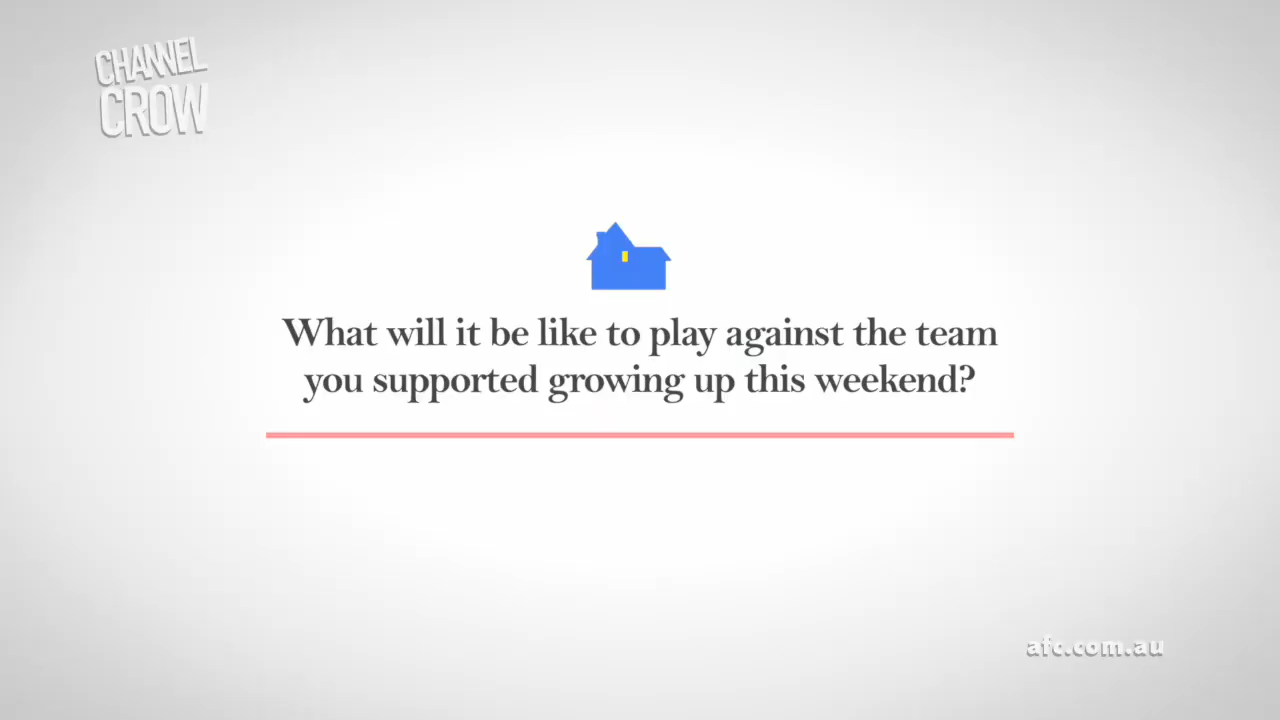 CHANNEL
CROW
What will it be like to play against the team
you supported growing up this weekend?
afc.com.au